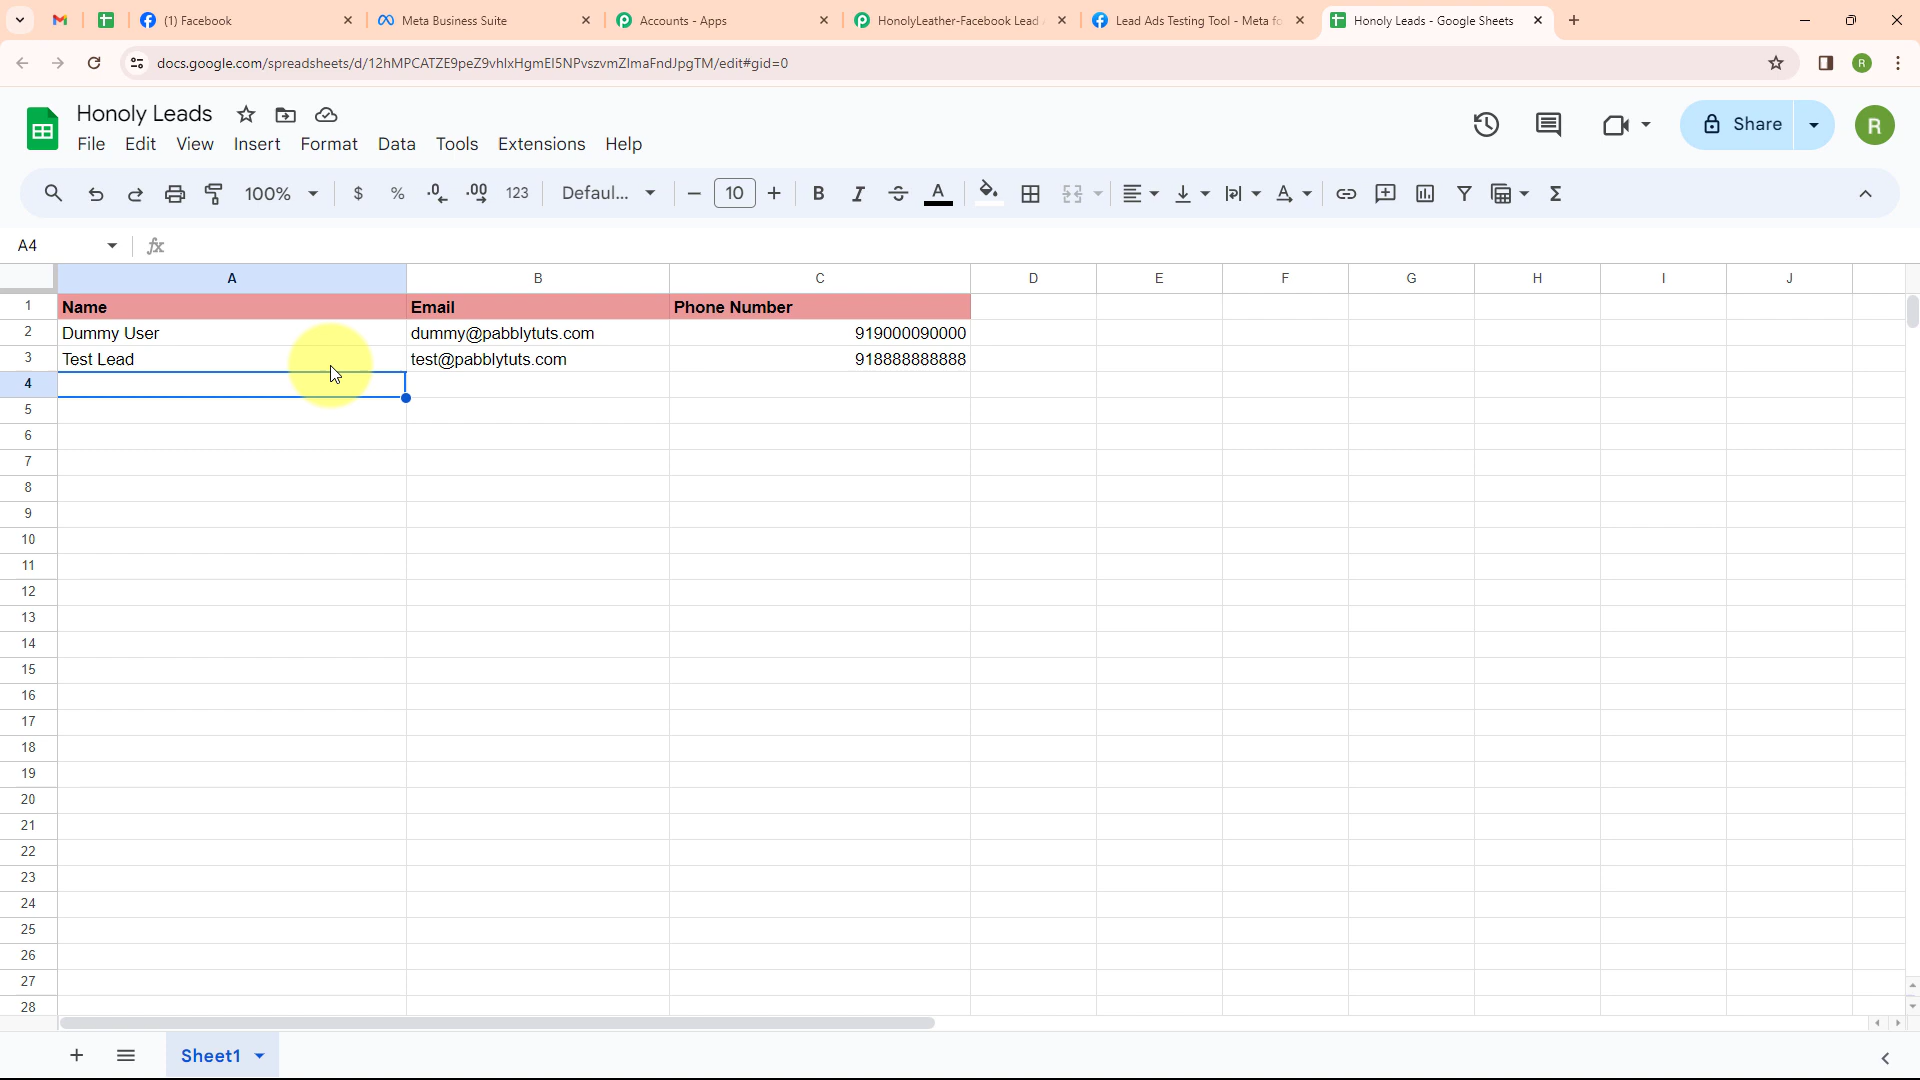 (1) Facebook
Meta Business Suite
Accounts - Apps
HonolyLeather-Facebook Lead
Lead Ads Testing Tool - Meta fo
Honoly Leads - Google Sheets
docs.google.com/spreadsheets/d/12hMPCATZE9peZ9vhlxHgmEI5NPvszvmZImaFndJpgTM/edit#gid=0
R
Honoly Leads
File Edit View Insert Format Data Tools Extensions Help
Share
R
100% $ % .0 .00 123 Defaul... 10 B I A
A4 fx
A B C D E F G H I J
1 Name Email Phone Number
2 Dummy User dummy@pabblytuts.com 919000090000
3 Test Lead test@pabblytuts.com 918888888888
4
5
6
7
8
9
10
11
12
13
14
15
16
17
18
19
20
21
22
23
24
25
26
27
28
Sheet1